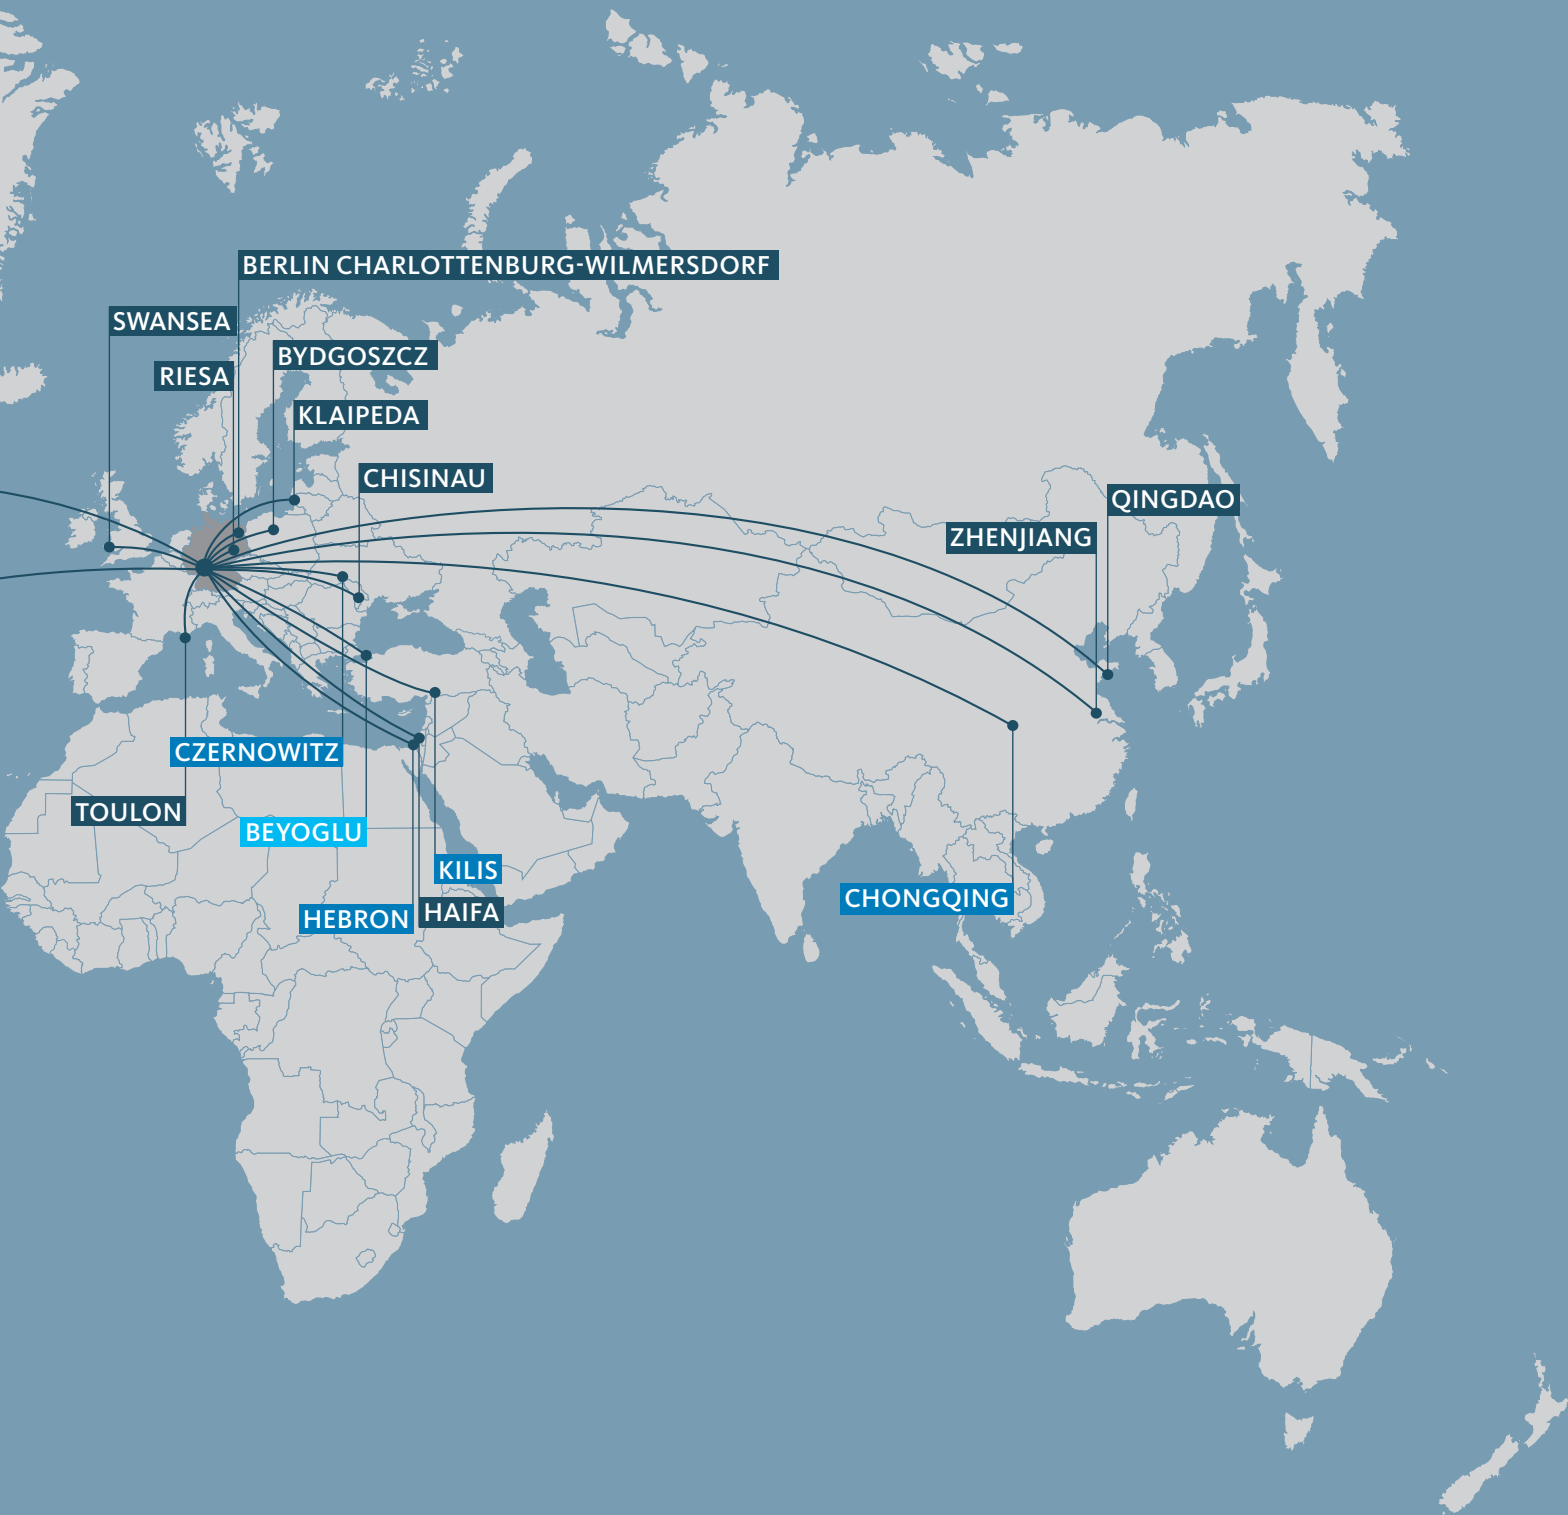 BERLIN CHARLOTTENBURG-WILMERSDORF
SWANSEA
BYDGOSZCZ
RIESA
KLAIPEDA
CHISINAU
QINGDAO
ZHENJIANG
CZERNOWITZ
TOULON
BEYOGLU
KILIS
CHONGQING
HAIFA
HEBRON